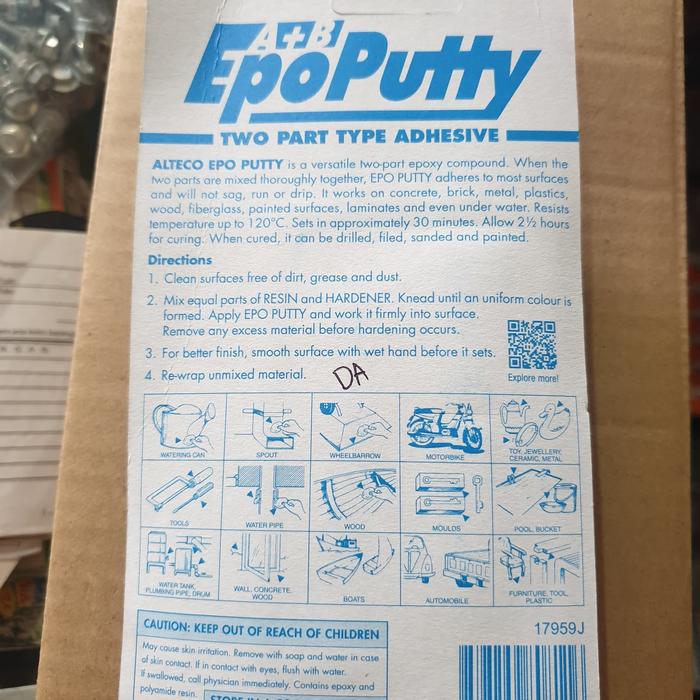 A+B
EpoPutty
TWO PART TYPE ADHESIVE
ALTECO EPO PUTTY is a versatile two-part epoxy compound. When the
two parts are mixed thoroughly together, EPO PUTTY adheres to most surfaces
and will not sag, run or drip. It works on concrete, brick, metal, plastics,
wood, fiberglass, painted surfaces, laminates and even under water. Resists
temperature up to 120°C. Sets in approximately 30 minutes. Allow 2½ hours
for curing. When cured, it can be drilled, filed, sanded and painted.
Directions
1. Clean surfaces free of dirt, grease and dust.
2. Mix equal parts of RESIN and HARDENER. Knead until an uniform colour is
formed. Apply EPO PUTTY and work it firmly into surface.
Remove any excess material before hardening occurs.
3. For better finish, smooth surface with wet hand before it sets.
4. Re-wrap unmixed material.
DA
Explore more!
WATERING CAN
SPOUT
WHEELBARROW
MOTORBIKE
TOY, JEWELLERY,
CERAMIC, METAL
TOOLS
WATER PIPE
WOOD
MOULDS
POOL, BUCKET
WATER TANK,
PLUMBING PIPE, DRUM
WALL, CONCRETE,
WOOD
BOATS
AUTOMOBILE
FURNITURE, TOOL,
PLASTIC
CAUTION: KEEP OUT OF REACH OF CHILDREN
May cause skin irritation. Remove with soap and water in case
of skin contact. If in contact with eyes, flush with water.
If swallowed, call physician immediately. Contains epoxy and
polyamide resin.
17959J